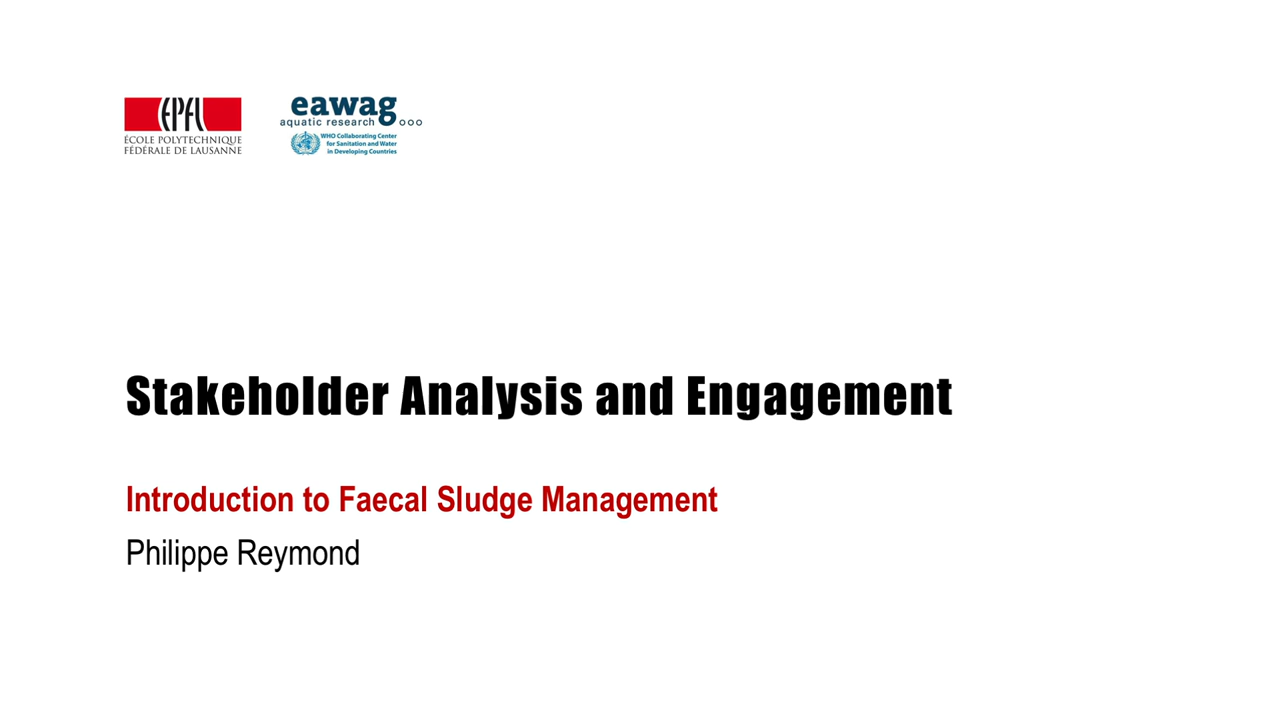 EPFL
ÉCOLE POLYTECHNIQUE
FÉDÉRALE DE LAUSANNE
eawag
aquatic research
WHO Collaborating Center
for Sanitation and Water
in Developing Countries
Stakeholder Analysis and Engagement
Introduction to Faecal Sludge Management
Philippe Reymond